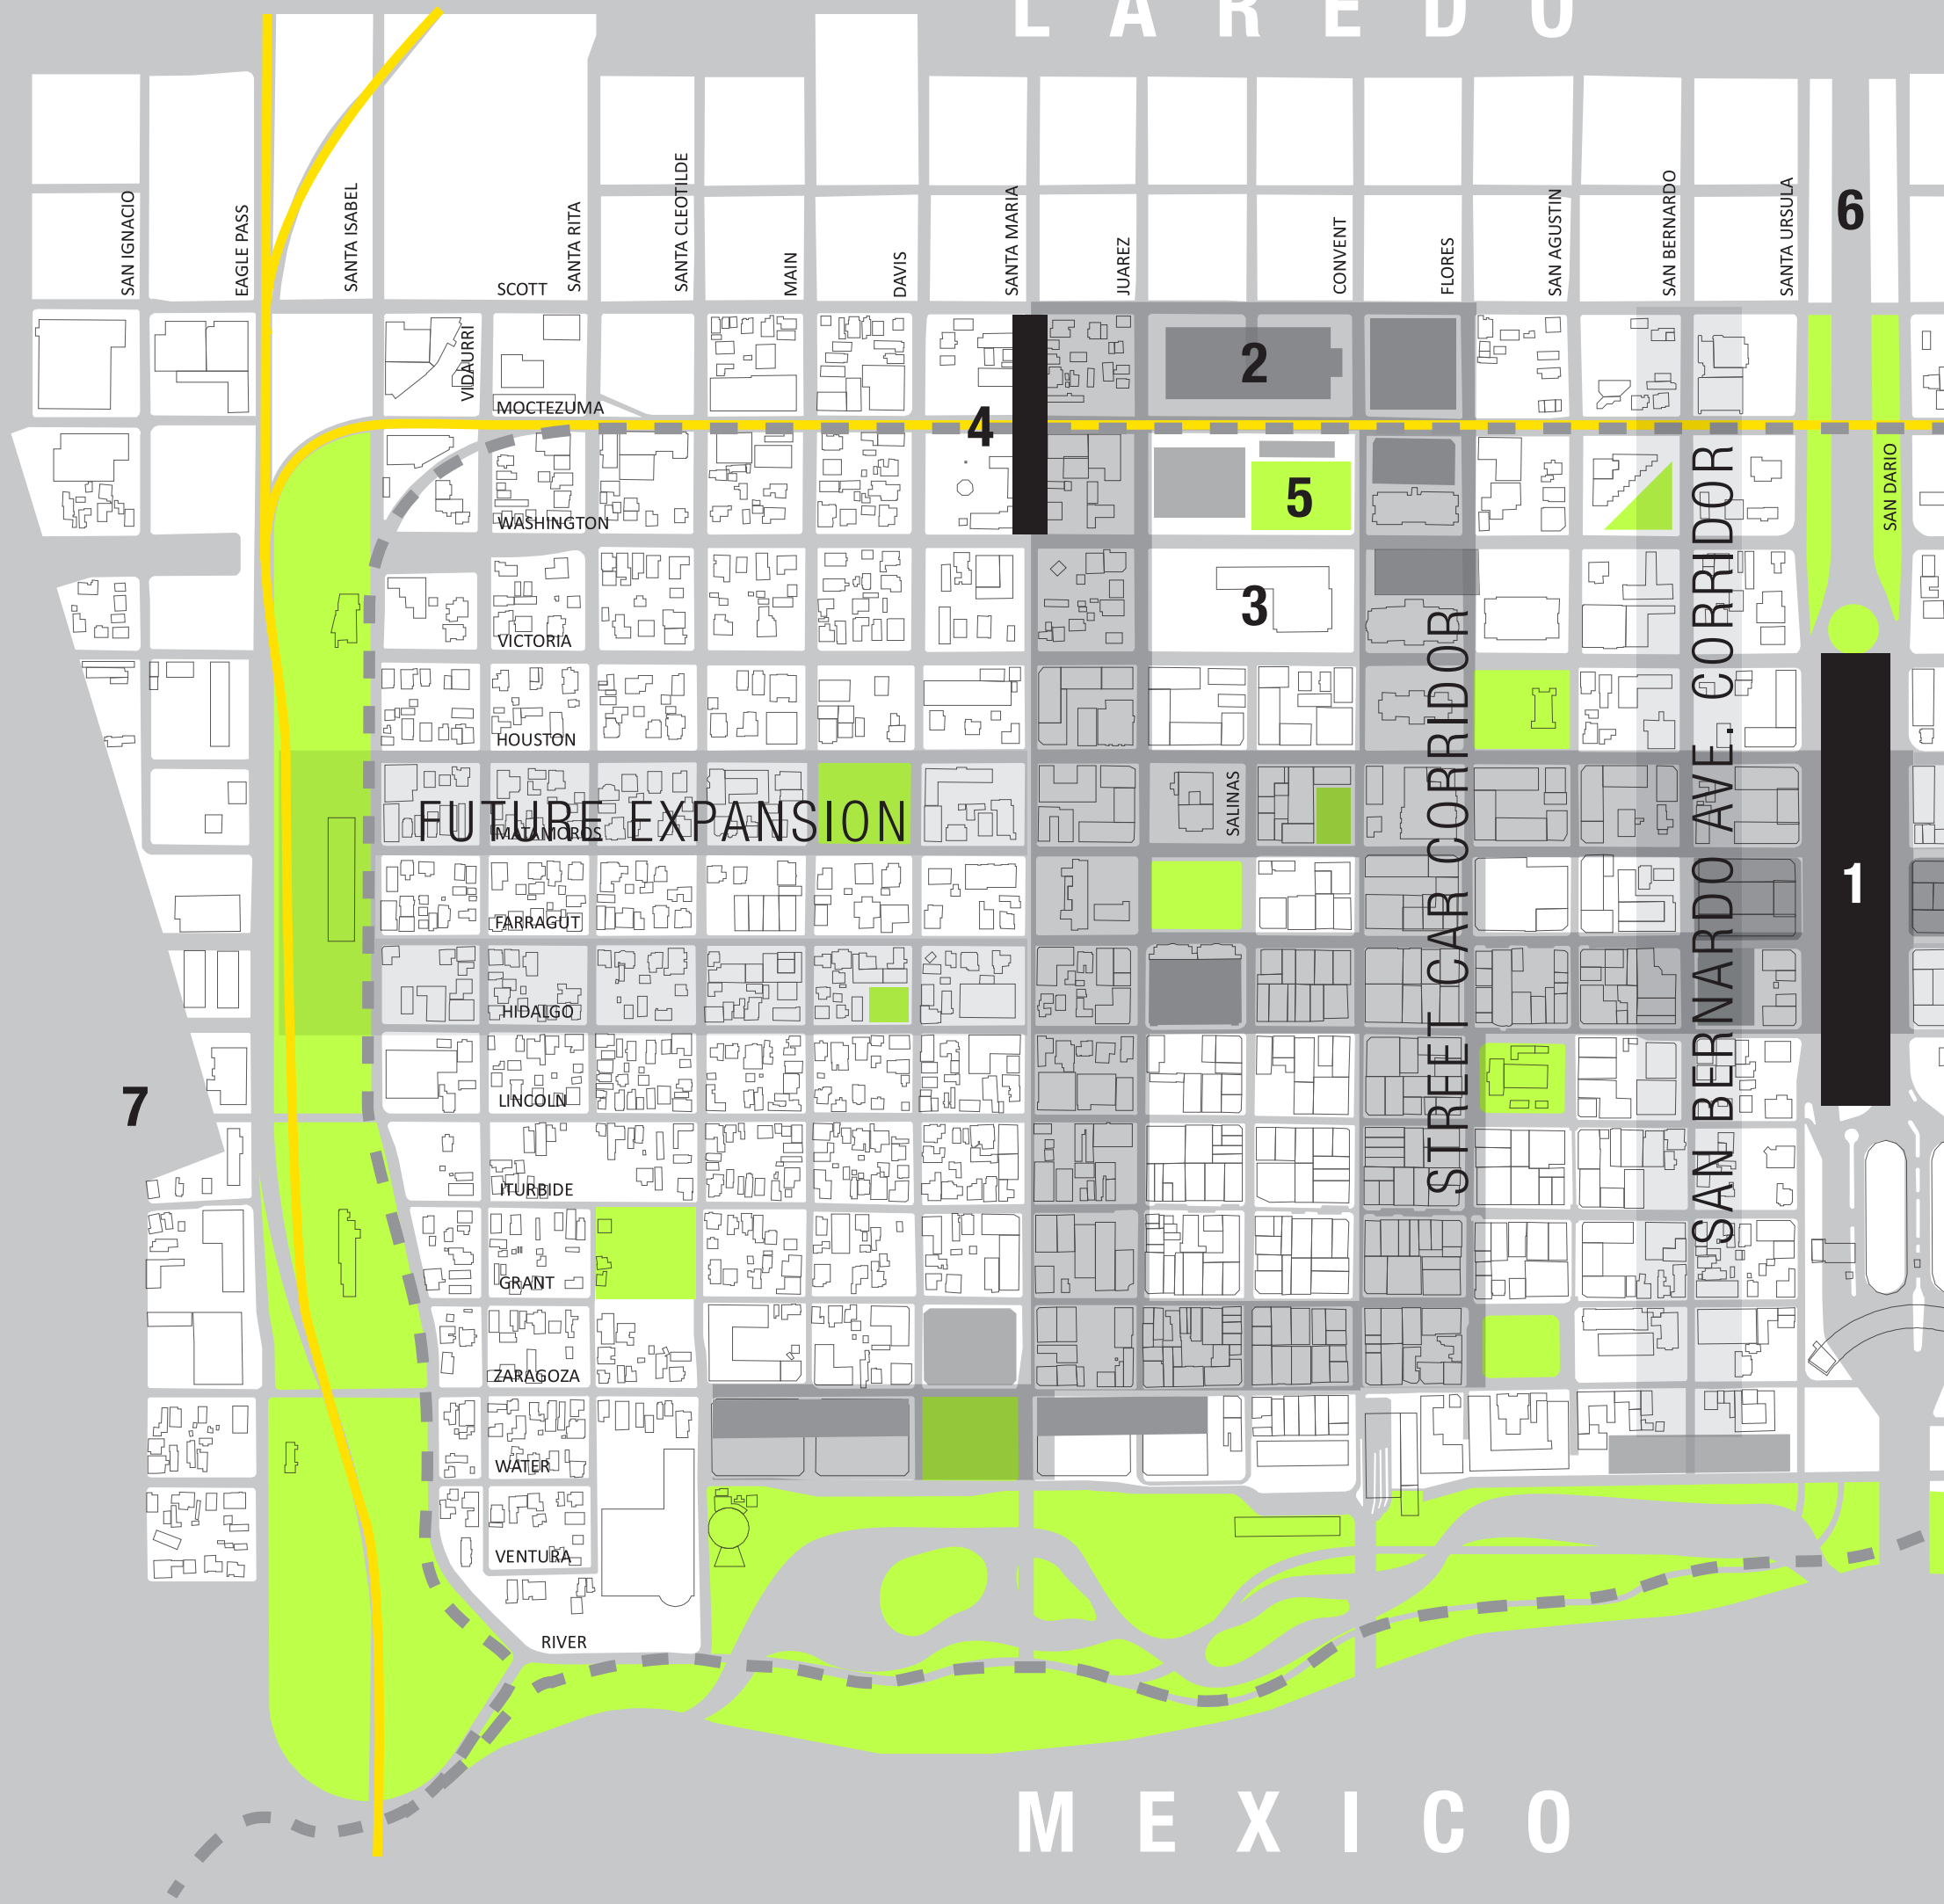 LAREDO
SAN IGNACIO
EAGLE PASS
SANTA ISABEL
SANTA RITA
SANTA CLEOTILDE
MAIN
DAVIS
SANTA MARIA
JUAREZ
CONVENT
FLORES
SAN AGUSTIN
SAN BERNARDO
SANTA URSULA
6
SCOTT
VIDAURRI
2
MOCTEZUMA
4
5
SAN DARIO
WASHINGTON
3
VICTORIA
HOUSTON
FUTURE EXPANSION
MATAMOROS
SALINAS
STREET CAR CORRIDOR
SAN BERNARDO AVE. CORRIDOR
1
FARRAGUT
HIDALGO
7
LINCOLN
ITURBIDE
GRANT
ZARAGOZA
WATER
VENTURA
RIVER
MEXICO